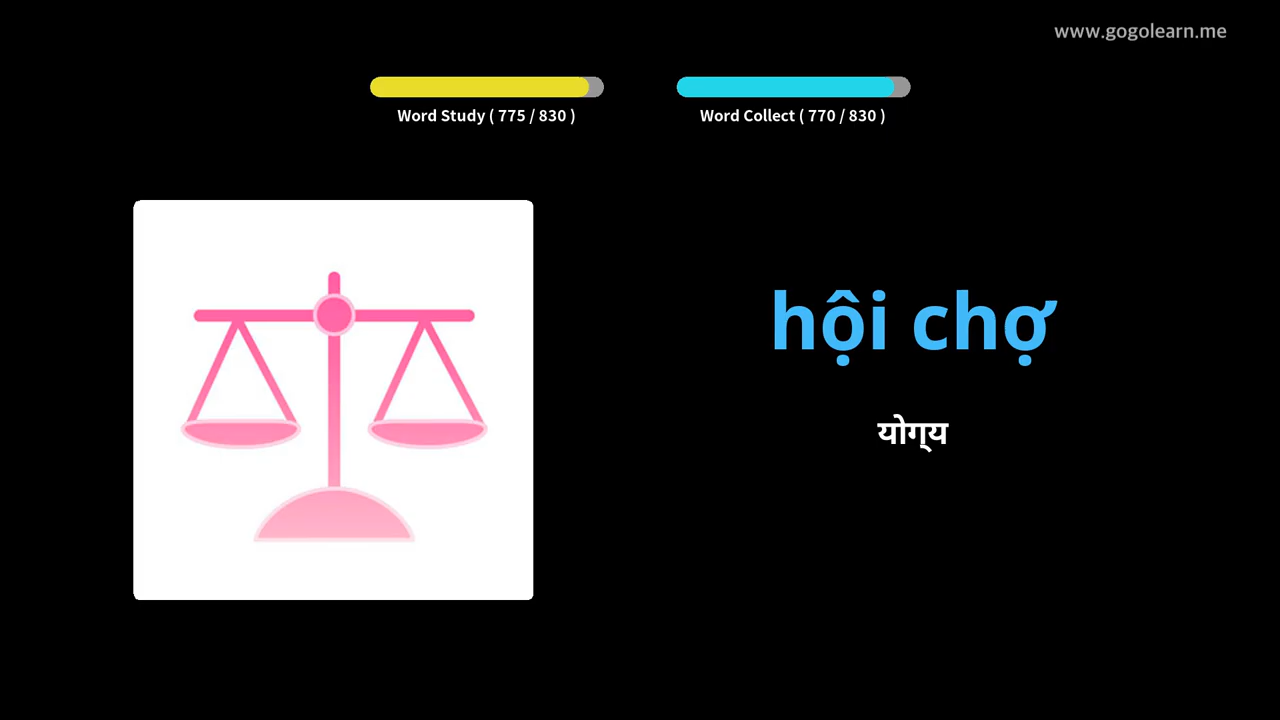 www.gogolearn.me
Word Study ( 775 / 830 )
Word Collect ( 770 / 830 )
hội chợ
योग्य